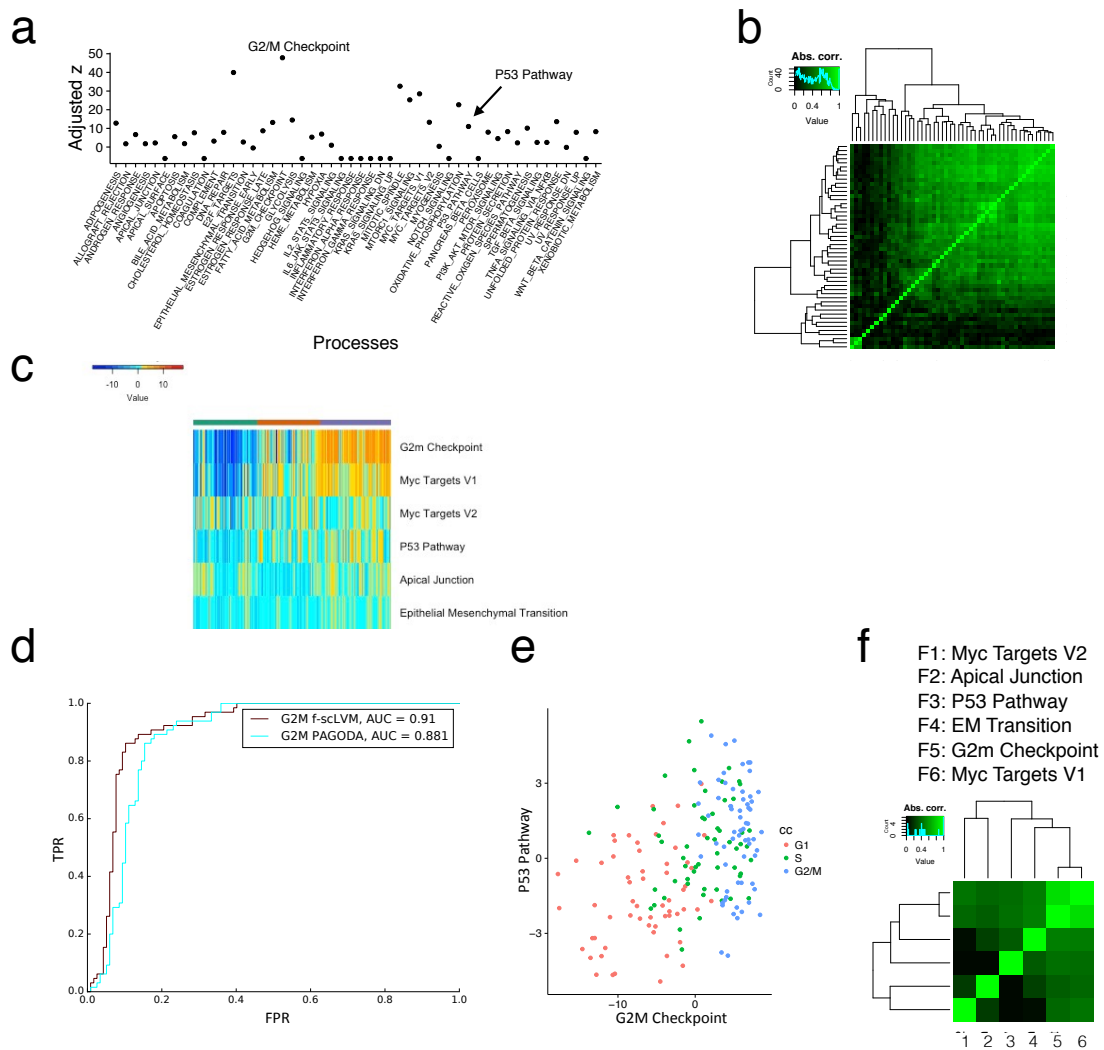 a
Adjusted z
50
40
30
20
10
0
G2/M Checkpoint
P53 Pathway
ADIPOGENESIS
ALLOGRAFT_REJECTION
ANDROGEN_RESPONSE
ANGIOGENESIS
APICAL_JUNCTION
APICAL_SURFACE
APOPTOSIS
BILE_ACID_METABOLISM
CHOLESTEROL_HOMEOSTASIS
COAGULATION
COMPLEMENT
DNA_REPAIR
E2F_TARGETS
EPITHELIAL_MESENCHYMAL_TRANSITION
ESTROGEN_RESPONSE_EARLY
ESTROGEN_RESPONSE_LATE
FATTY_ACID_METABOLISM
G2M_CHECKPOINT
GLYCOLYSIS
HEDGEHOG_SIGNALING
HEME_METABOLISM
HYPOXIA
IL2_STAT5_SIGNALING
IL6_JAK_STAT3_SIGNALING
INFLAMMATORY_RESPONSE
INTERFERON_ALPHA_RESPONSE
INTERFERON_GAMMA_RESPONSE
KRAS_SIGNALING_DN
KRAS_SIGNALING_UP
MITOTIC_SPINDLE
MTORC1_SIGNALING
MYC_TARGETS_V1
MYC_TARGETS_V2
MYOGENESIS
NOTCH_SIGNALING
OXIDATIVE_PHOSPHORYLATION
P53_PATHWAY
PANCREAS_BETA_CELLS
PEROXISOME
PI3K_AKT_MTOR_SIGNALING
PROTEIN_SECRETION
REACTIVE_OXIGEN_SPECIES_PATHWAY
SPERMATOGENESIS
TGF_BETA_SIGNALING
TNFA_SIGNALING_VIA_NFKB
UNFOLDED_PROTEIN_RESPONSE
UV_RESPONSE_DN
UV_RESPONSE_UP
WNT_BETA_CATENIN_SIGNALING
XENOBIOTIC_METABOLISM
Processes
b
Abs. corr.
Count
0 40
0 0.4 1
Value
c
-10 0 10
Value
G2m Checkpoint
Myc Targets V1
Myc Targets V2
P53 Pathway
Apical Junction
Epithelial Mesenchymal Transition
d
TPR
1.0
0.8
0.6
0.4
0.2
0.0
G2M f-scLVM, AUC = 0.91
G2M PAGODA, AUC = 0.881
0.0 0.2 0.4 0.6 0.8 1.0
FPR
e
P53 Pathway
3
0
−3
−10 0
G2M Checkpoint
cc
G1
S
G2/M
f
F1: Myc Targets V2
F2: Apical Junction
F3: P53 Pathway
F4: EM Transition
F5: G2m Checkpoint
F6: Myc Targets V1
Abs. corr.
Count
0 4
0 0.4 1
Value
1 2 3 4 5 6